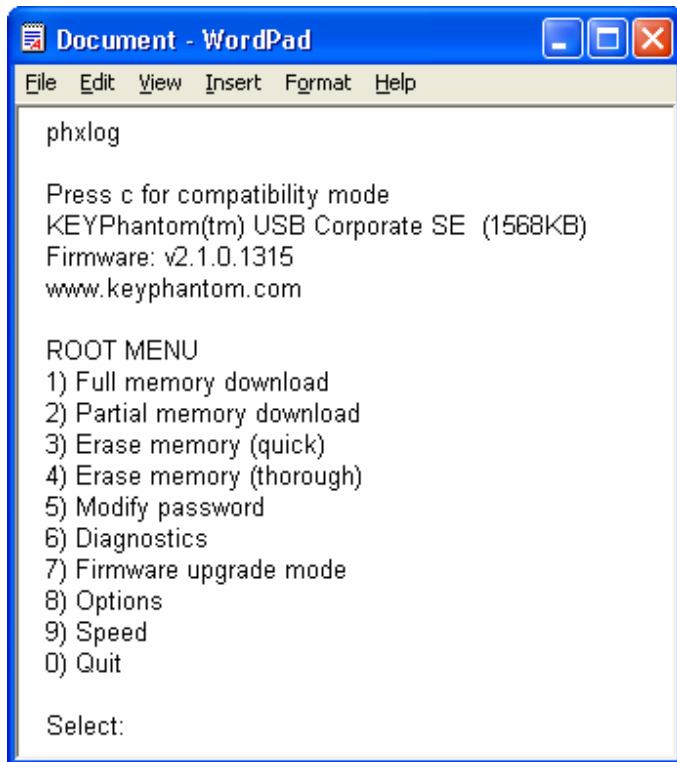 Document - WordPad
File Edit View Insert Format Help
phxlog
Press c for compatibility mode
KEYPhantom(tm) USB Corporate SE (1568KB)
Firmware: v2.1.0.1315
www.keyphantom.com
ROOT MENU
1) Full memory download
2) Partial memory download
3) Erase memory (quick)
4) Erase memory (thorough)
5) Modify password
6) Diagnostics
7) Firmware upgrade mode
8) Options
9) Speed
0) Quit
Select: